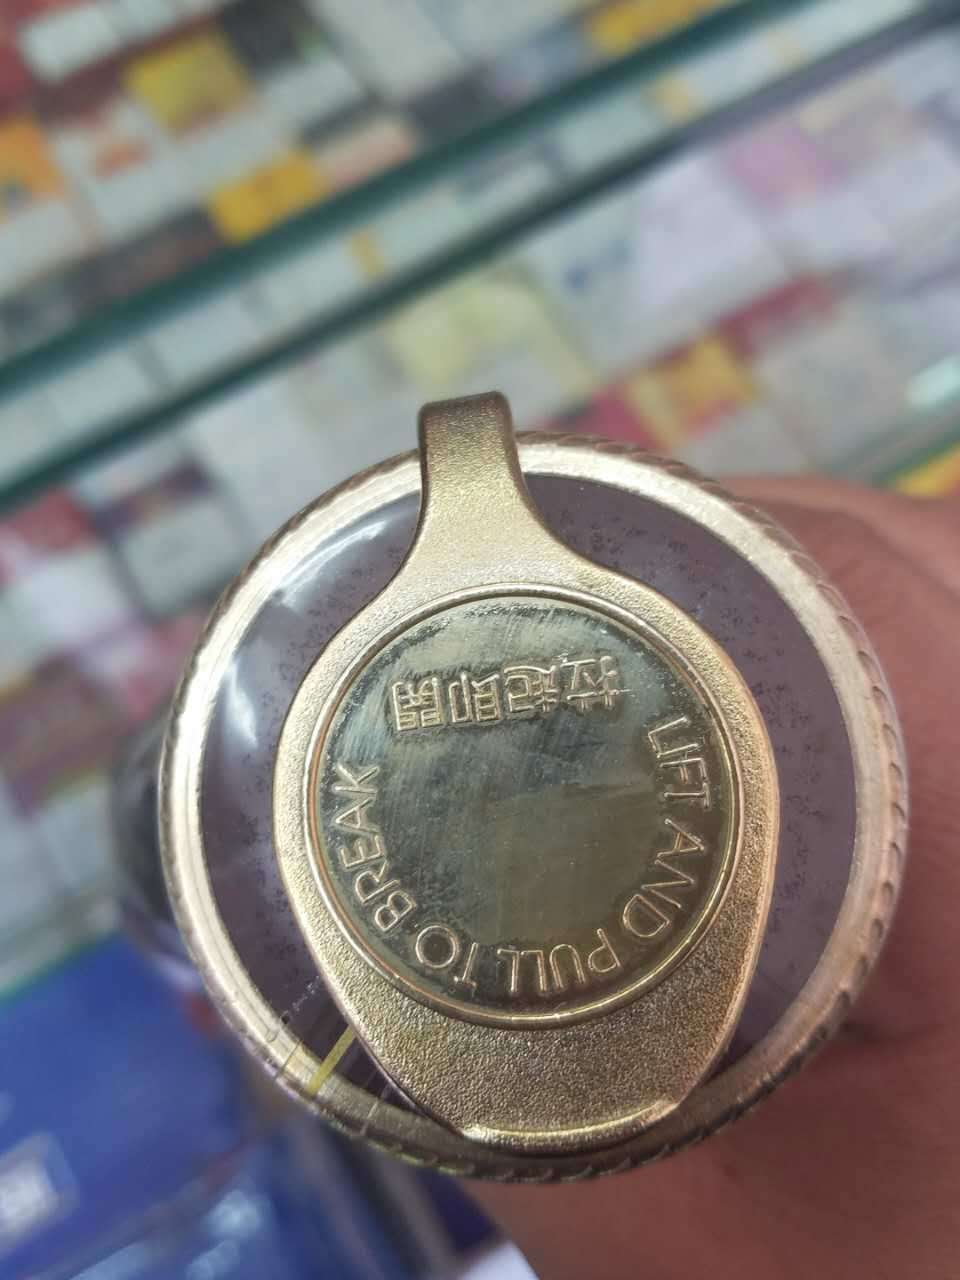 拉起即開
LIFT AND PULL TO BREAK